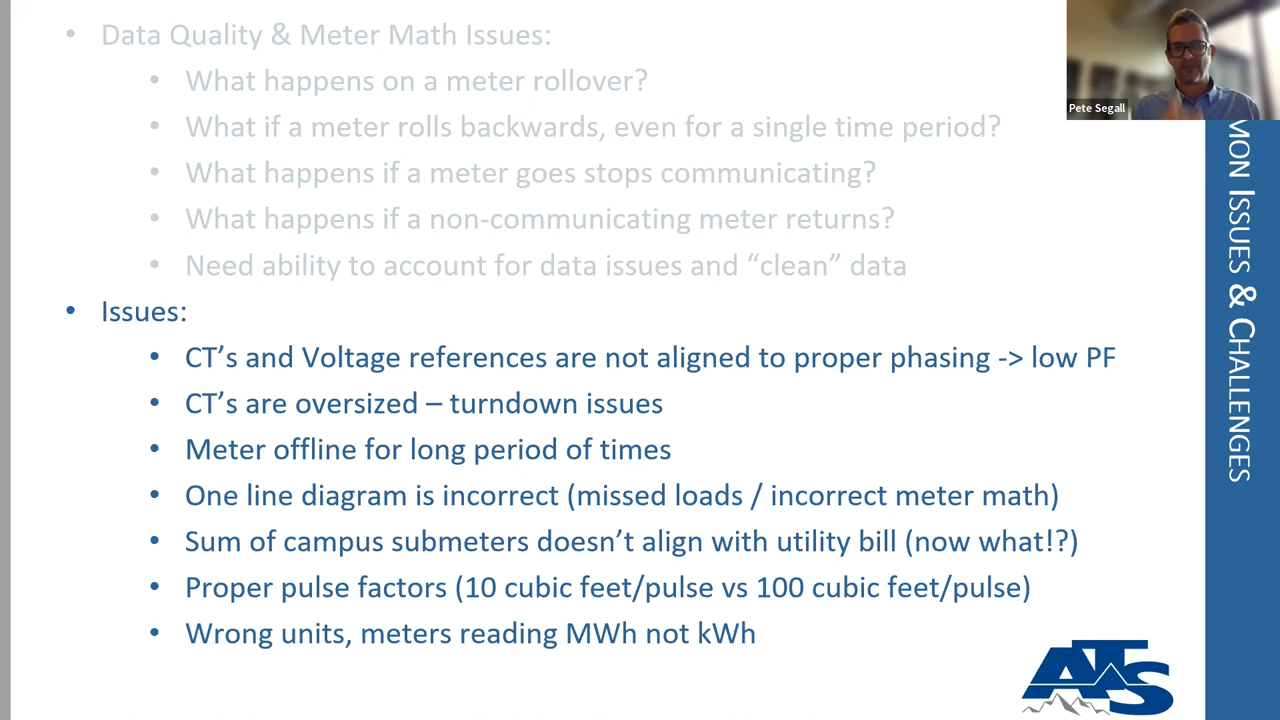 • Data Quality & Meter Math Issues:
• What happens on a meter rollover?
• What if a meter rolls backwards, even for a single time period?
• What happens if a meter goes stops communicating?
• What happens if a non-communicating meter returns?
• Need ability to account for data issues and “clean” data
• Issues:
• CT’s and Voltage references are not aligned to proper phasing -> low PF
• CT’s are oversized – turndown issues
• Meter offline for long period of times
• One line diagram is incorrect (missed loads / incorrect meter math)
• Sum of campus submeters doesn’t align with utility bill (now what!?)
• Proper pulse factors (10 cubic feet/pulse vs 100 cubic feet/pulse)
• Wrong units, meters reading MWh not kWh
Pete Segall
MON ISSUES & CHALLENGES
ATS